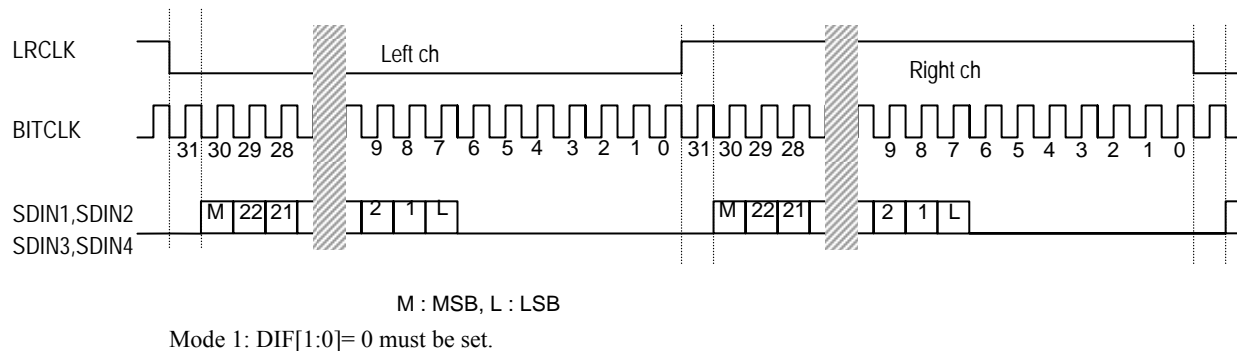 LRCLK
Left ch
Right ch
BITCLK
31 30 29 28 9 8 7 6 5 4 3 2 1 0 31 30 29 28 9 8 7 6 5 4 3 2 1 0
SDIN1,SDIN2
M 22 21 2 1 L M 22 21 2 1 L
SDIN3,SDIN4
M : MSB, L : LSB
Mode 1: DIF[1:0]= 0 must be set.